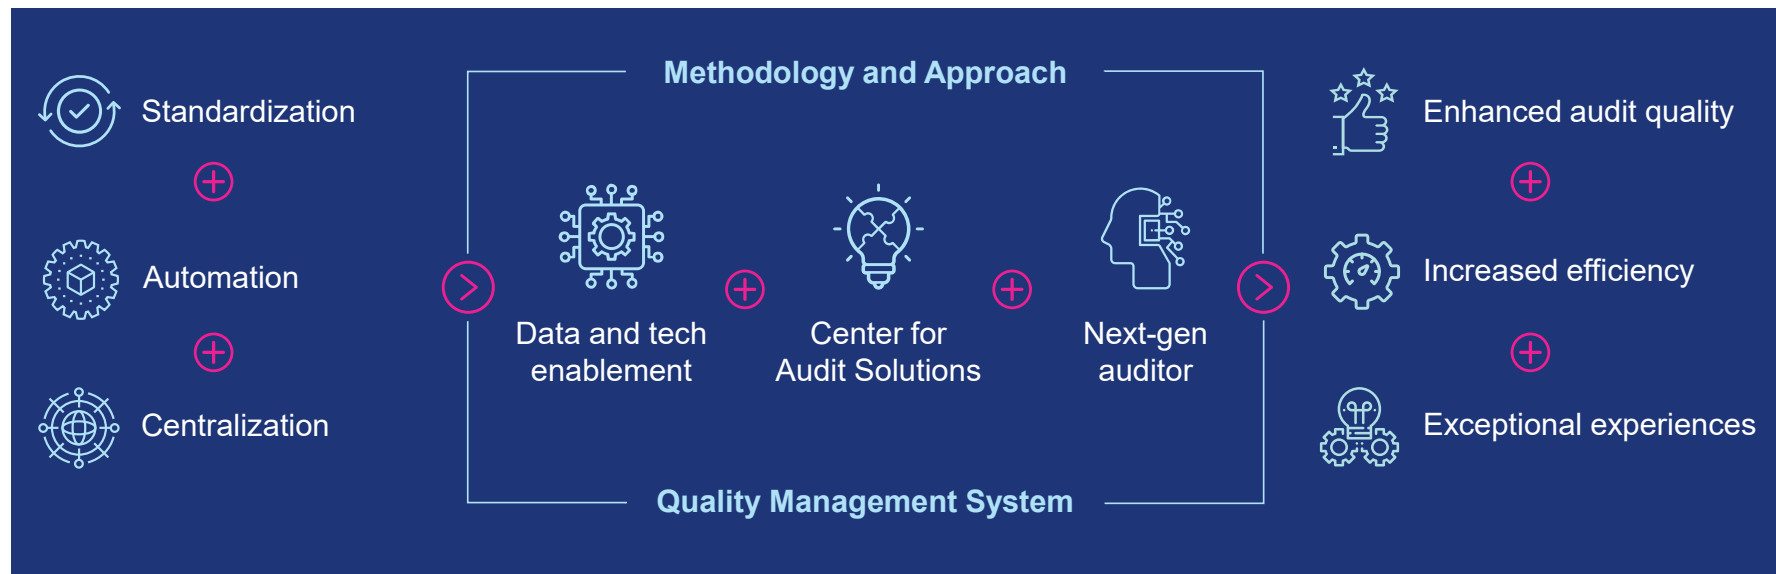 Standardization
Automation
Centralization
Methodology and Approach
Data and tech
enablement
Center for
Audit Solutions
Next-gen
auditor
Quality Management System
Enhanced audit quality
Increased efficiency
Exceptional experiences